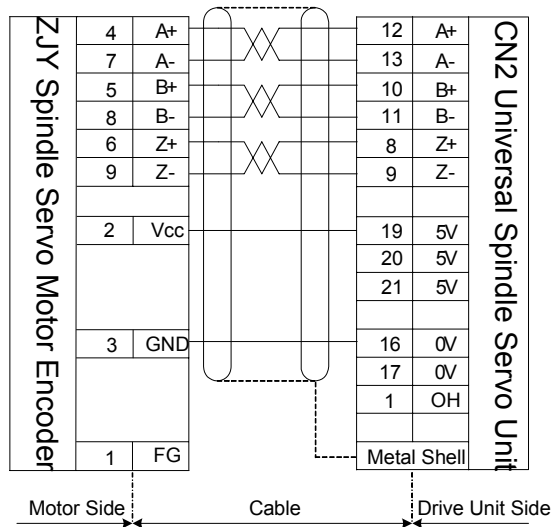 ZJY Spindle Servo Motor Encoder
4 A+ 12 A+
7 A- 13 A-
5 B+ 10 B+
8 B- 11 B-
6 Z+ 8 Z+
9 Z- 9 Z-
2 Vcc 19 5V
20 5V
21 5V
3 GND 16 0V
17 0V
1 OH
1 FG Metal Shell
CN2 Universal Spindle Servo Unit
Motor Side Cable Drive Unit Side